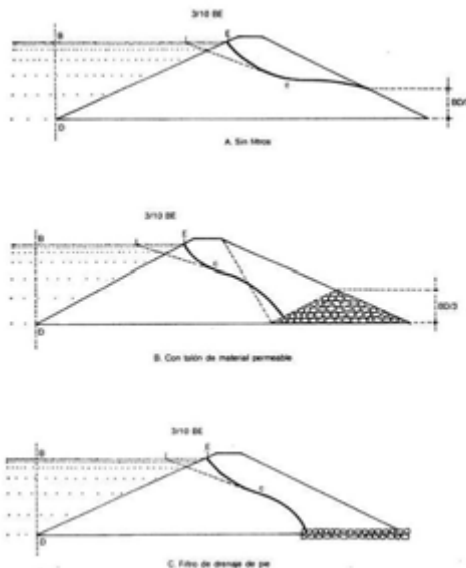 3/10 BE
B
E
c
BD/3
D
A. Sin filtros
3/10 BE
B
E
c
BD/3
D
B. Con talón de material permeable
3/10 BE
B
E
c
D
C. Filtro de drenaje de pie